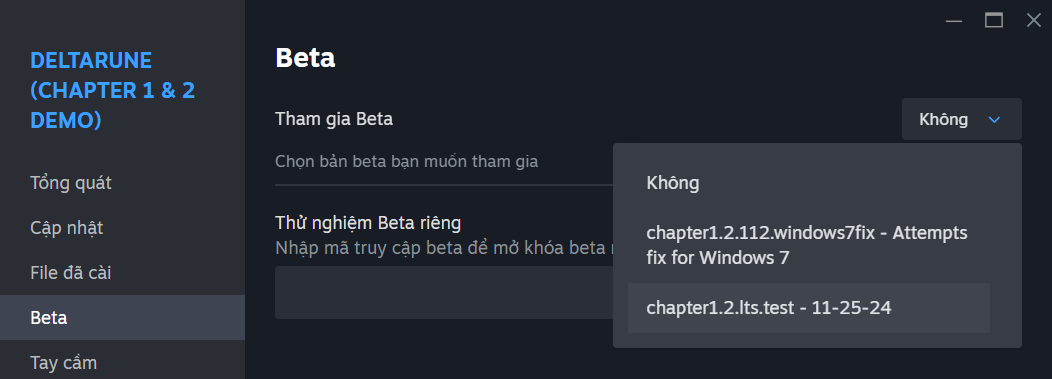 DELTARUNE
(CHAPTER 1 & 2
DEMO)
Tổng quát
Cập nhật
File đã cài
Beta
Tay cầm
Beta
Tham gia Beta
Không
Chọn bản beta bạn muốn tham gia
Không
chapter1.2.112.windows7fix - Attempts
fix for Windows 7
chapter1.2.lts.test - 11-25-24
Thử nghiệm Beta riêng
Nhập mã truy cập beta để mở khóa beta